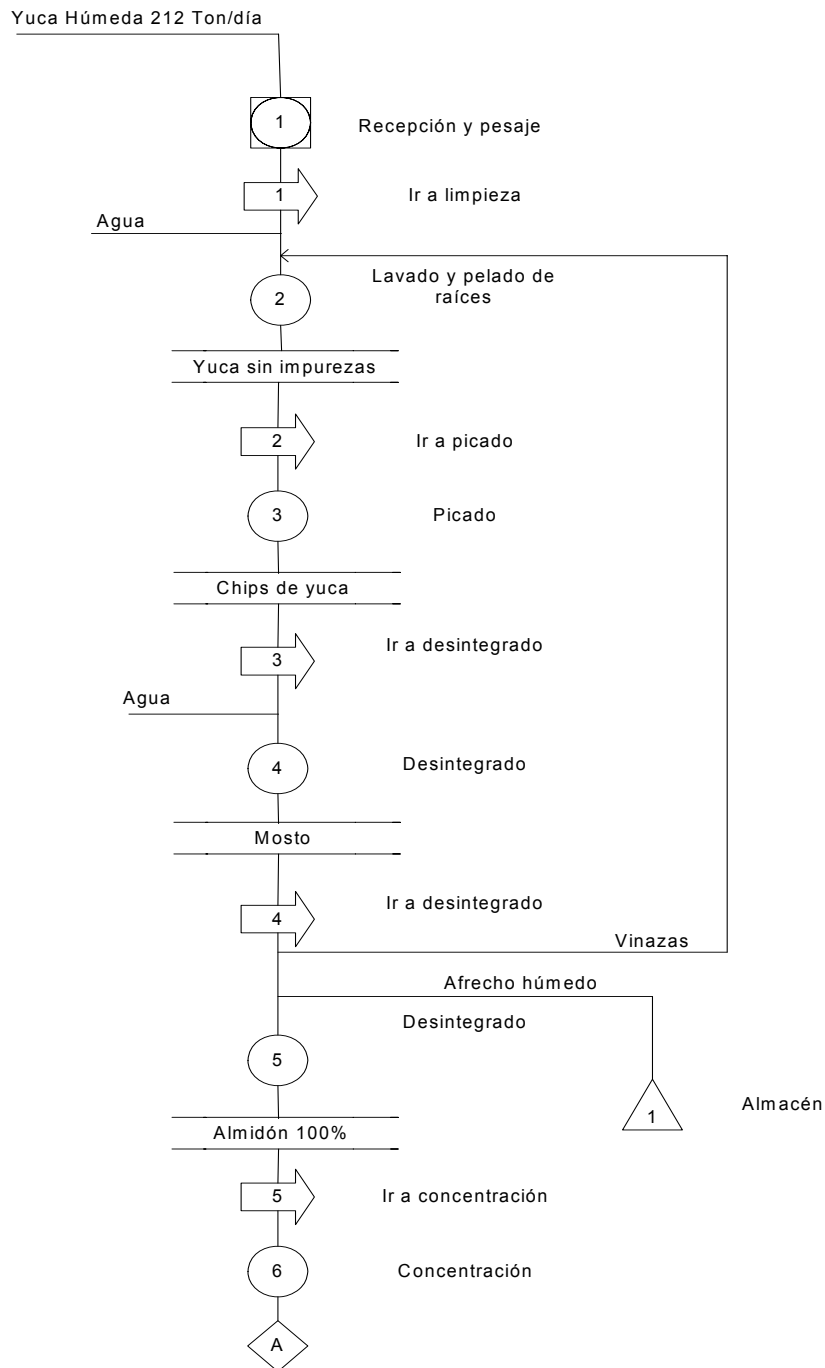 Yuca Húmeda 212 Ton/día
1
Recepción y pesaje
1
Ir a limpieza
Agua
Lavado y pelado de
raíces
2
Yuca sin impurezas
2
Ir a picado
3
Picado
Chips de yuca
3
Ir a desintegrado
Agua
4
Desintegrado
Mosto
4
Ir a desintegrado
Vinazas
Afrecho húmedo
Desintegrado
5
1
Almacén
Almidón 100%
5
Ir a concentración
6
Concentración
A